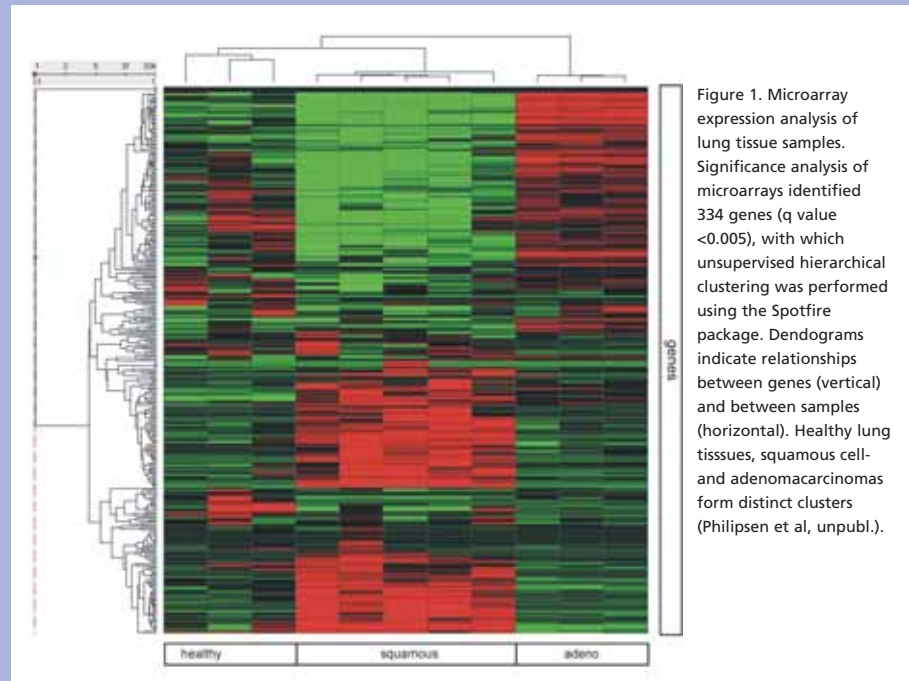 Figure 1. Microarray
expression analysis of
lung tissue samples.
Significance analysis of
microarrays identified
334 genes (q value
<0.005), with which
unsupervised hierarchical
clustering was performed
using the Spotfire
package. Dendograms
indicate relationships
between genes (vertical)
and between samples
(horizontal). Healthy lung
tisssues, squamous cell-
and adenomacarcinomas
form distinct clusters
(Philipsen et al, unpubl.).
genes
healthy squamous adeno